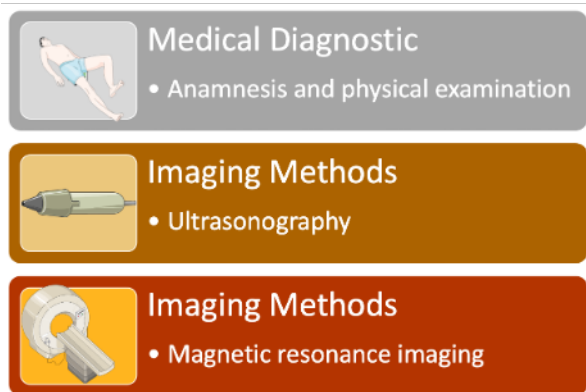 Medical Diagnostic
• Anamnesis and physical examination
Imaging Methods
• Ultrasonography
Imaging Methods
• Magnetic resonance imaging